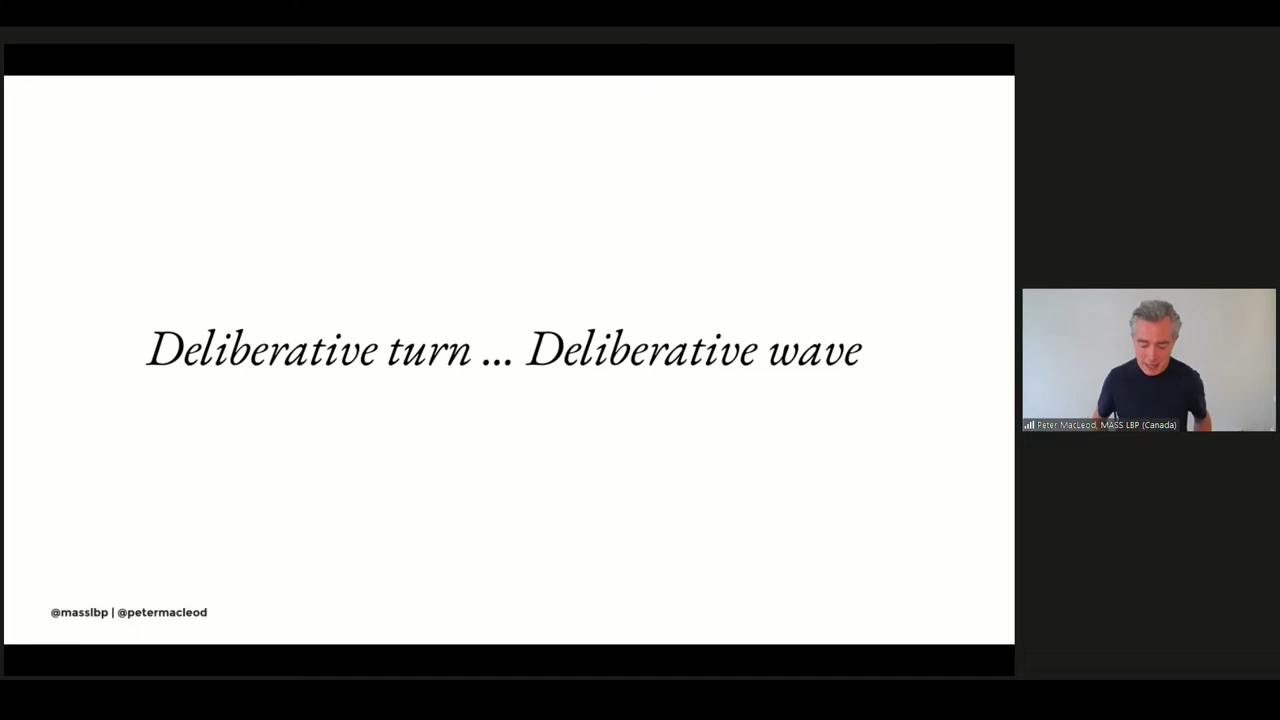 Deliberative turn ... Deliberative wave
Peter MacLeod, MASS LBP (Canada)
@masslbp | @petermacleod